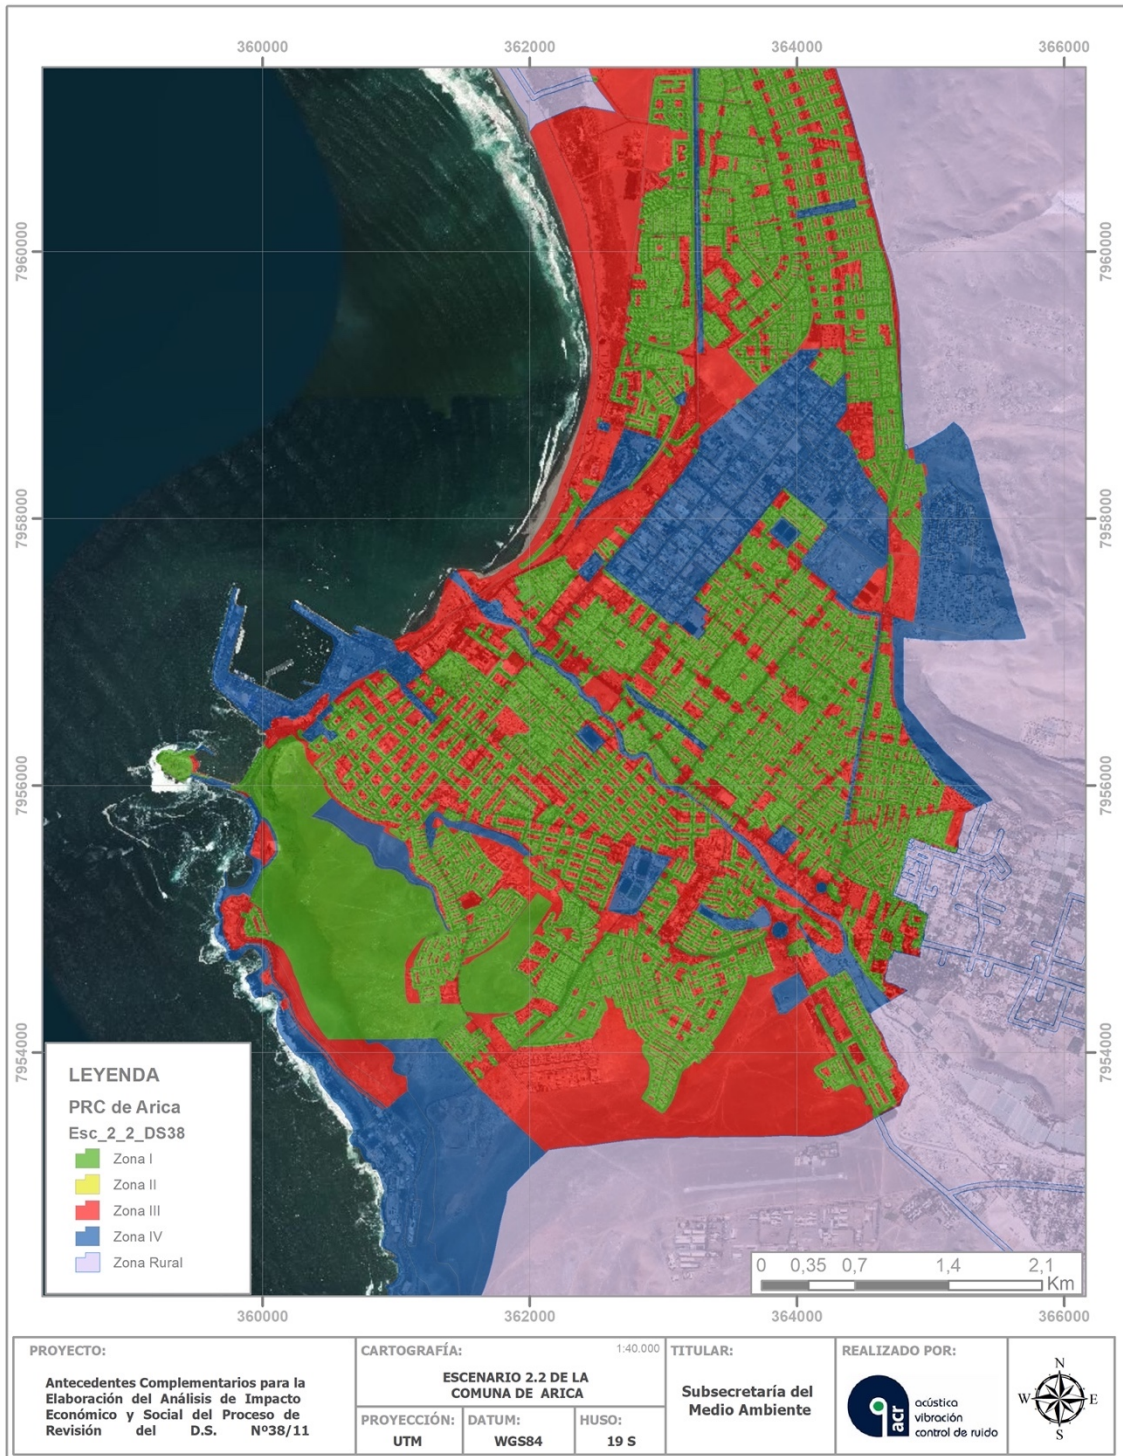 360000
362000
364000
366000
7960000
7960000
7958000
7958000
7956000
7956000
7954000
7954000
LEYENDA
PRC de Arica
Esc_2_2_DS38
Zona I
Zona II
Zona III
Zona IV
Zona Rural
0 0,35 0,7 1,4 2,1
Km
360000
362000
364000
366000
PROYECTO:
Antecedentes Complementarios para la
Elaboración del Análisis de Impacto
Económico y Social del Proceso de
Revisión del D.S. Nº38/11
CARTOGRAFÍA:
1:40.000
ESCENARIO 2.2 DE LA
COMUNA DE ARICA
PROYECCIÓN:
UTM
DATUM:
WGS84
HUSO:
19 S
TITULAR:
Subsecretaría del
Medio Ambiente
REALIZADO POR:
acr
acústica
vibración
control de ruido
N
W
E
S